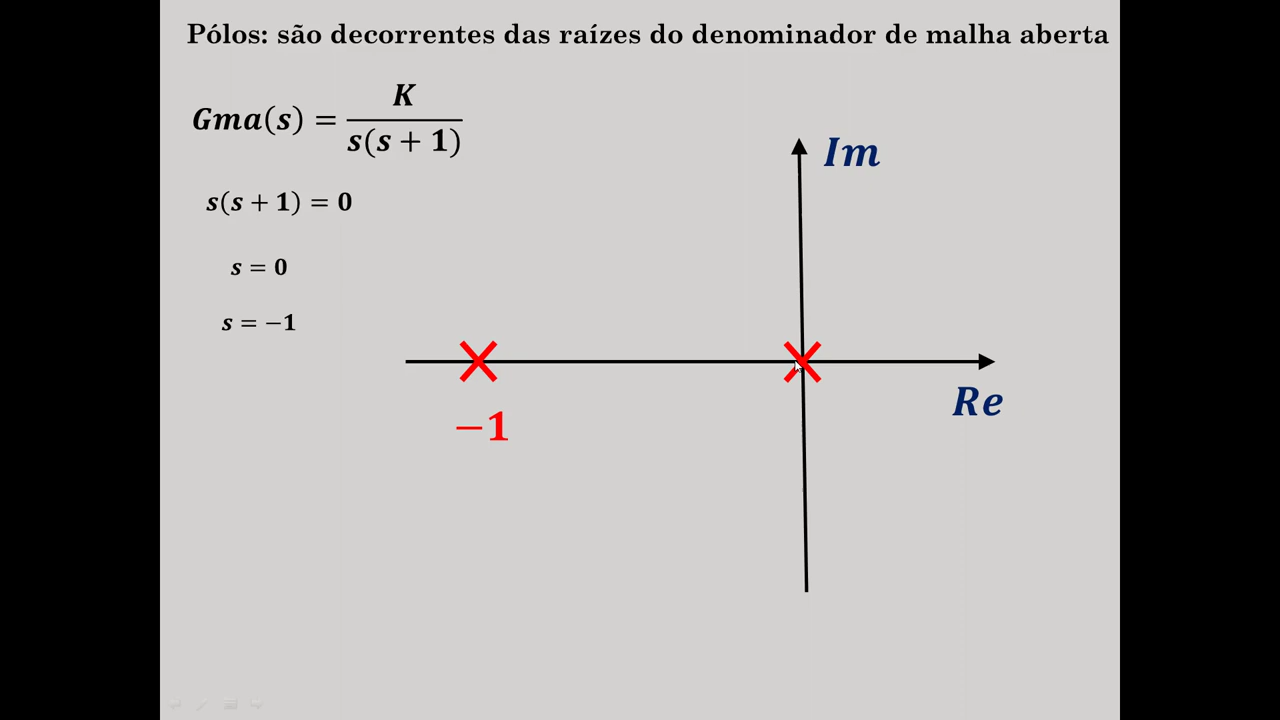 Pólos: são decorrentes das raízes do denominador de malha aberta
Gma(s) = K / s(s + 1)
s(s + 1) = 0
s = 0
s = −1
Im
Re
−1